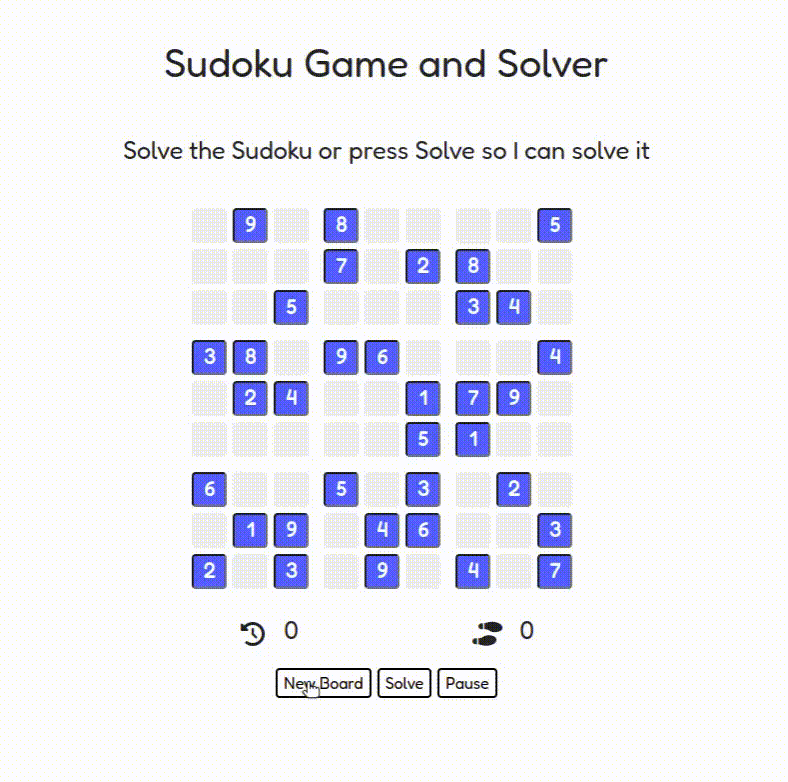 Sudoku Game and Solver
Solve the Sudoku or press Solve so I can solve it
9 8 5
7 2 8
5 3 4
3 8 9 6 4
2 4 1 7 9
5 1
6 5 3 2
1 9 4 6 3
2 3 9 4 7
0 0
New Board Solve Pause